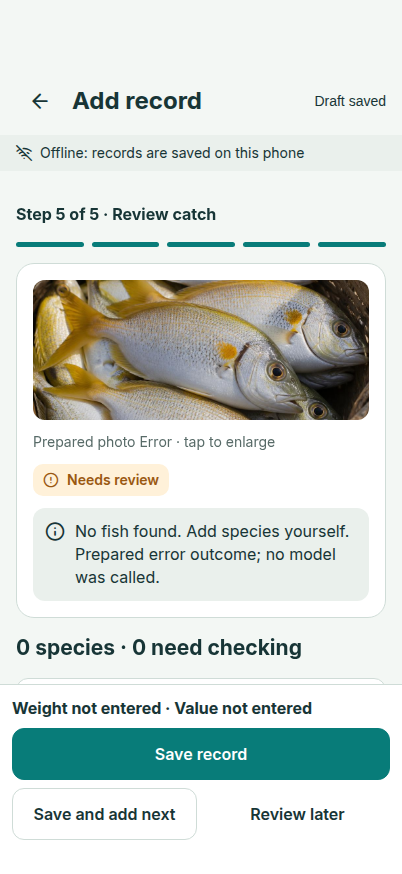 Add record
Draft saved
Offline: records are saved on this phone
Step 5 of 5 · Review catch
Prepared photo Error · tap to enlarge
Needs review
No fish found. Add species yourself.
Prepared error outcome; no model
was called.
0 species · 0 need checking
Weight not entered · Value not entered
Save record
Save and add next
Review later